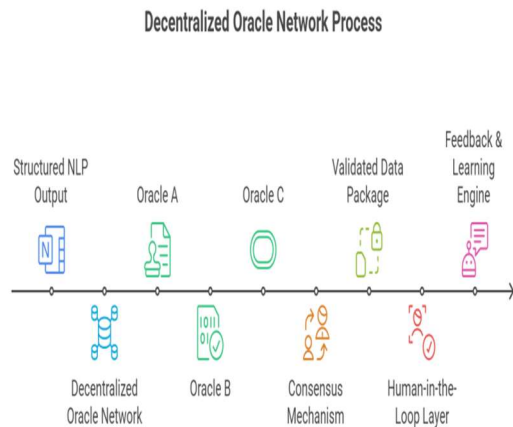 Decentralized Oracle Network Process
Feedback &
Learning
Engine
Structured NLP
Output
Oracle A
Oracle C
Validated Data
Package
N
Decentralized
Oracle Network
Oracle B
Consensus
Mechanism
Human-in-the-
Loop Layer